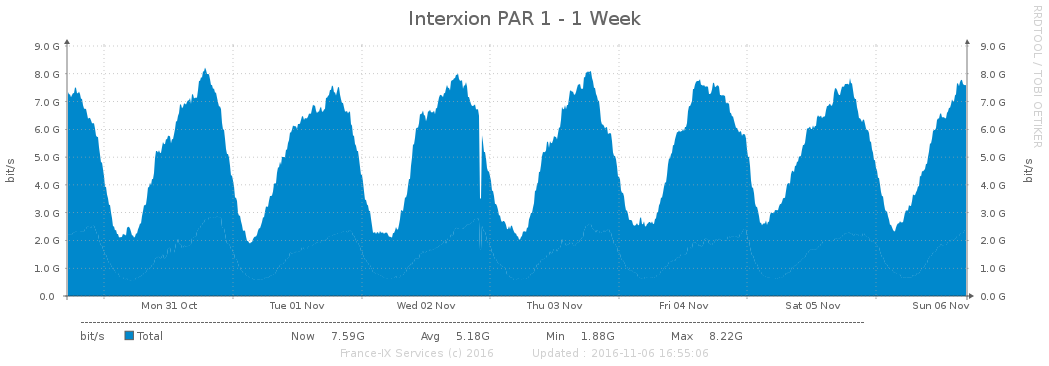 Interxion PAR 1 - 1 Week
RRDTOOL / TOBI OETIKER
9.0 G 9.0 G
8.0 G 8.0 G
7.0 G 7.0 G
6.0 G 6.0 G
5.0 G 5.0 G
4.0 G 4.0 G
3.0 G 3.0 G
2.0 G 2.0 G
1.0 G 1.0 G
0.0 0.0 G
bit/s
bit/s
Mon 31 Oct Tue 01 Nov Wed 02 Nov Thu 03 Nov Fri 04 Nov Sat 05 Nov Sun 06 Nov
bit/s Total Now 7.59G Avg 5.18G Min 1.88G Max 8.22G
France-IX Services (c) 2016 Updated : 2016-11-06 16:55:06